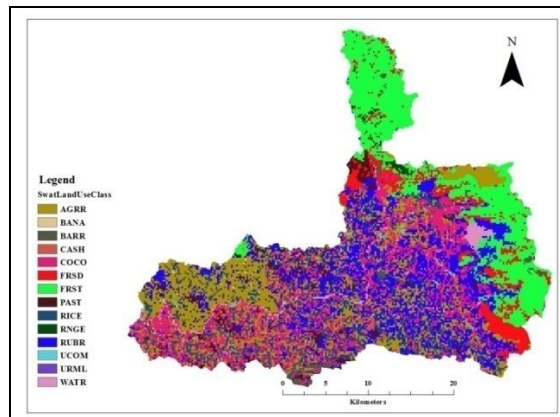 N
Legend
SwatLandUseClass
AGRR
BANA
BARR
CASH
COCO
FRSD
FRST
PAST
RICE
RNGE
RUBR
UCOM
URML
WATR
0 5 10 20
Kilometers